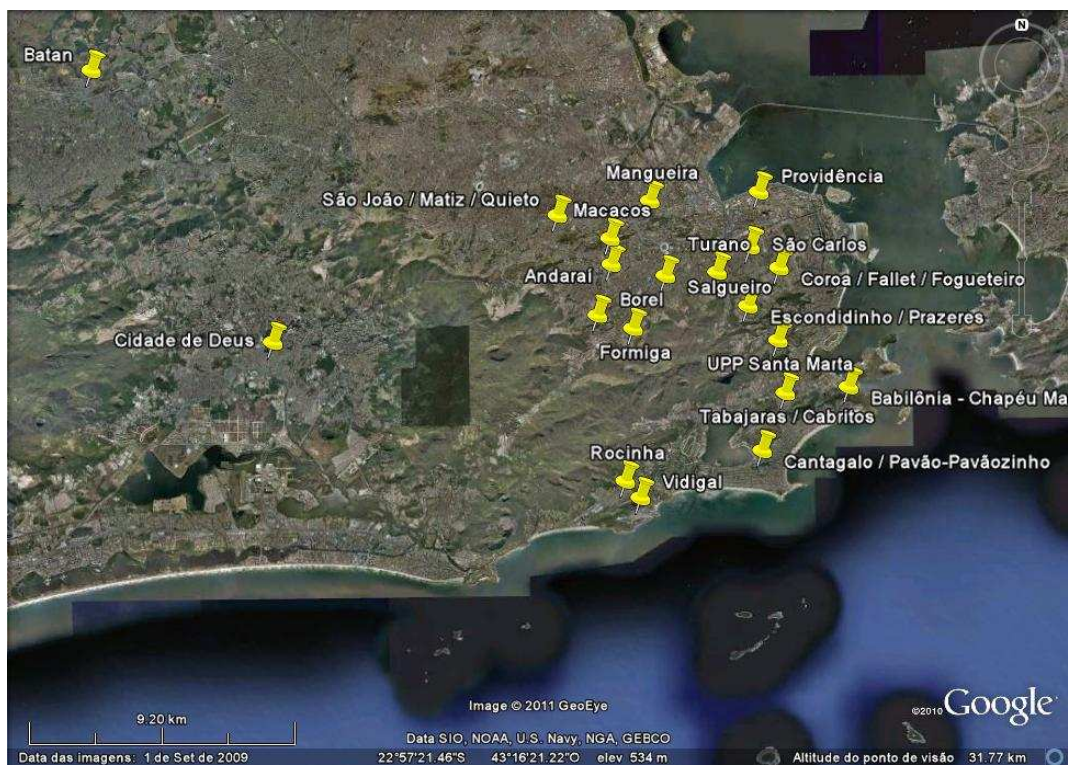 N
Batan
Mangueira
Providência
São João / Matiz / Quieto
Macacos
Turano
São Carlos
Andaraí
Salgueiro
Coroa / Fallet / Fogueteiro
Borel
Escondidinho / Prazeres
Cidade de Deus
Formiga
UPP Santa Marta
Babilônia - Chapéu Ma
Tabajaras / Cabritos
Rocinha
Cantagalo / Pavão-Pavãozinho
Vidigal
Image © 2011 GeoEye
©2010 Google
9.20 km
Data SIO, NOAA, U.S. Navy, NGA, GEBCO
Data das imagens: 1 de Set de 2009 22°57'21.46"S 43°16'21.22"O elev 534 m Altitude do ponto de visão 31.77 km